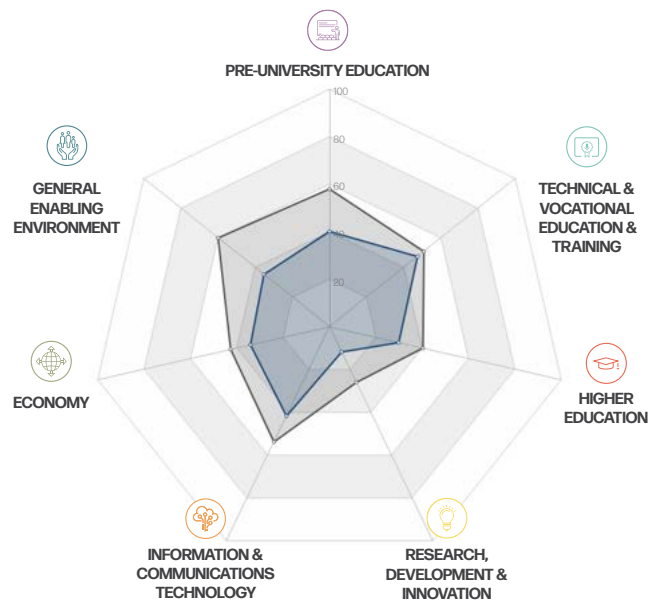 PRE-UNIVERSITY EDUCATION
100
80
60
40
20
GENERAL
ENABLING
ENVIRONMENT
TECHNICAL &
VOCATIONAL
EDUCATION &
TRAINING
ECONOMY
HIGHER
EDUCATION
INFORMATION &
COMMUNICATIONS
TECHNOLOGY
RESEARCH,
DEVELOPMENT &
INNOVATION